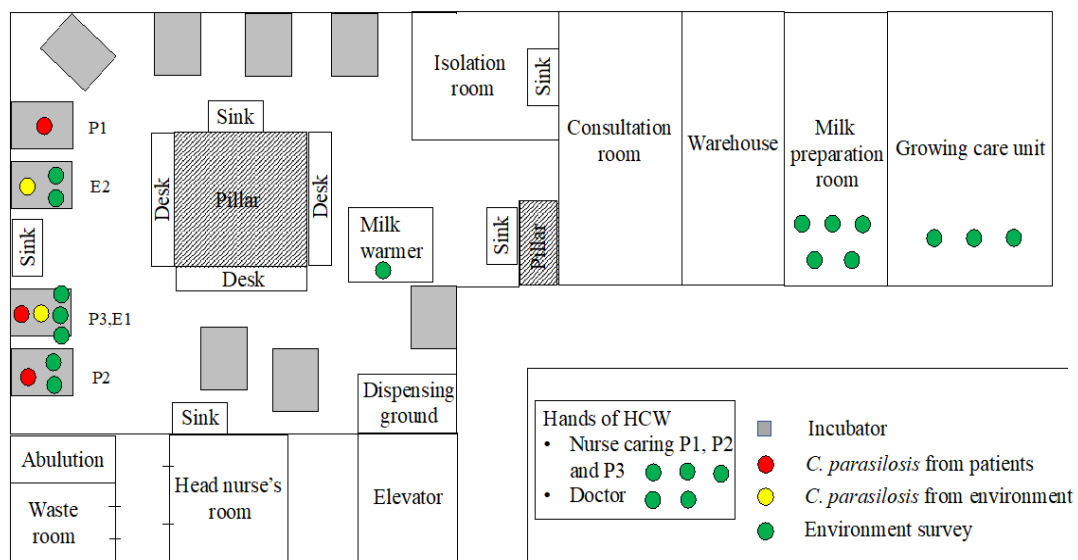 Isolation
room
Sink
P1
Sink
Consultation
room
Warehouse
Milk
preparation
room
Growing care unit
E2
Desk
Pillar
Desk
Sink
Milk
warmer
Sink
Pillar
Desk
P3,E1
P2
Dispensing
ground
Sink
Abulution
Waste
room
Head nurse's
room
Elevator
Hands of HCW
• Nurse caring P1, P2
and P3
• Doctor
Incubator
C. parasilosis from patients
C. parasilosis from environment
Environment survey